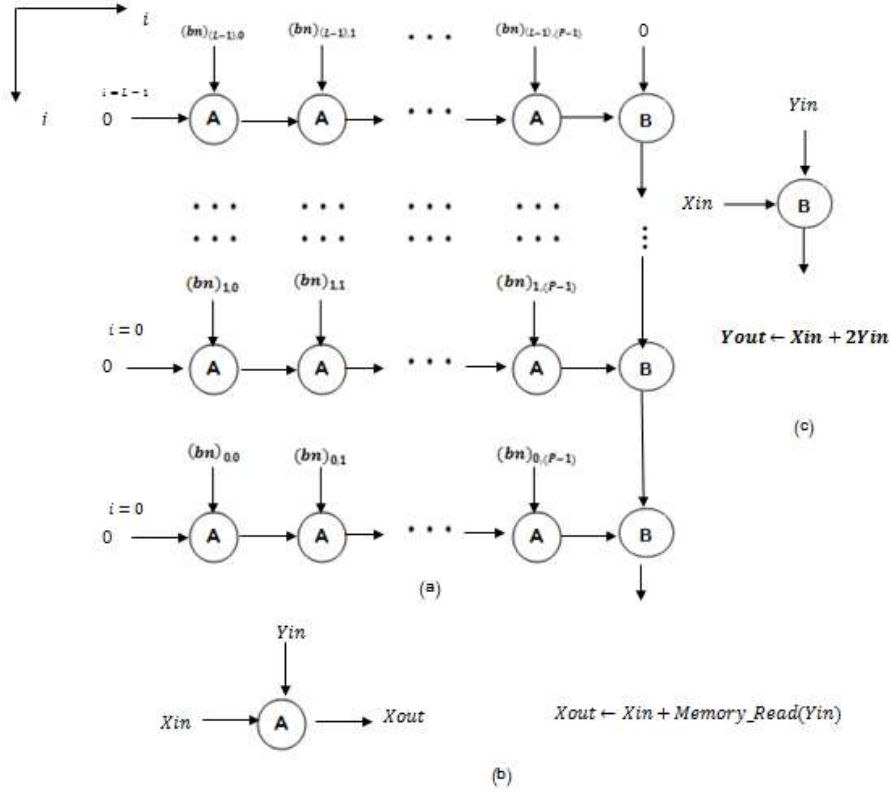 i
(bn)(L−1),0 (bn)(L−1),1 (bn)(L−1),(P−1) 0
i = L − 1
i 0 A A A B
(bn)1,0 (bn)1,1 (bn)1,(P−1)
i = 0
0 A A A B
(bn)0,0 (bn)0,1 (bn)0,(P−1)
i = 0
0 A A A B
(a)
Yin
Xin B
Yout ← Xin + 2Yin
(c)
Yin
Xin A Xout
Xout ← Xin + Memory_Read(Yin)
(b)